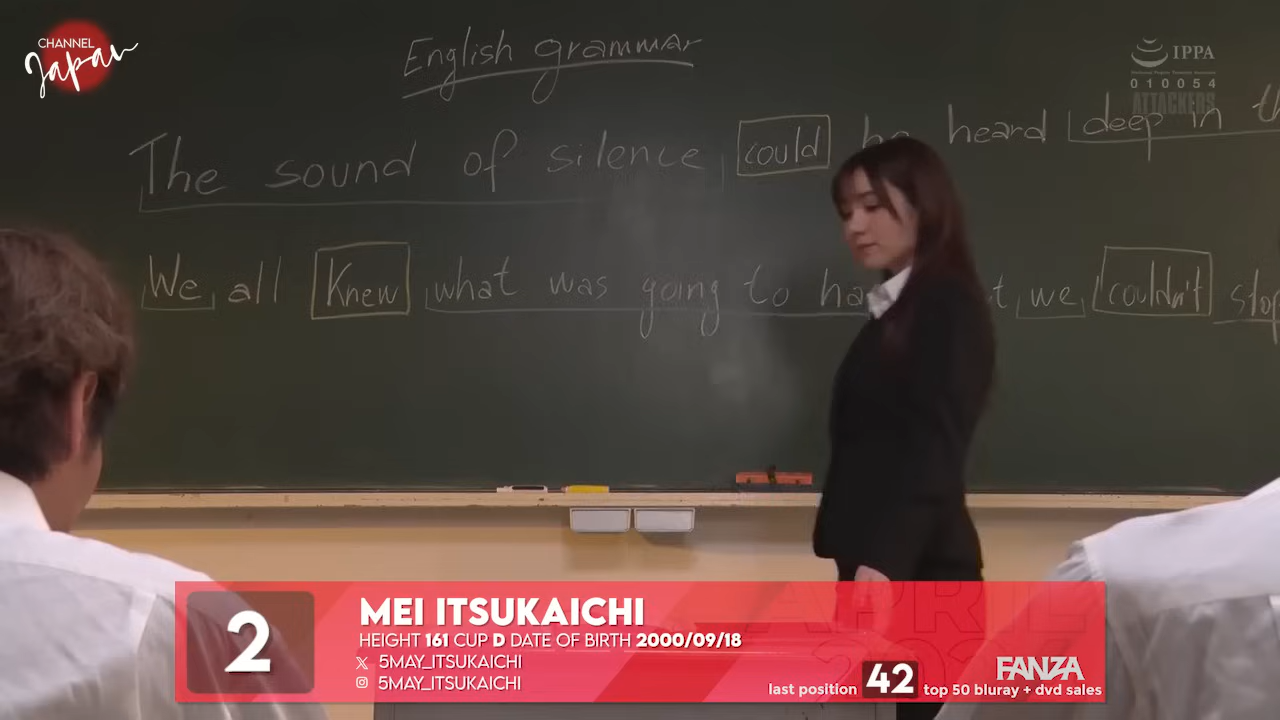 CHANNEL
Japan
English grammar
IPPA
010054
ATTACKERS
The sound of silence could be heard deep in th
We all Knew what was going to ha t we couldn't stop
APRIL
2
MEI ITSUKAICHI
HEIGHT 161 CUP D DATE OF BIRTH 2000/09/18
5MAY_ITSUKAICHI
5MAY_ITSUKAICHI
last position 42 top 50 bluray + dvd sales
FANZA